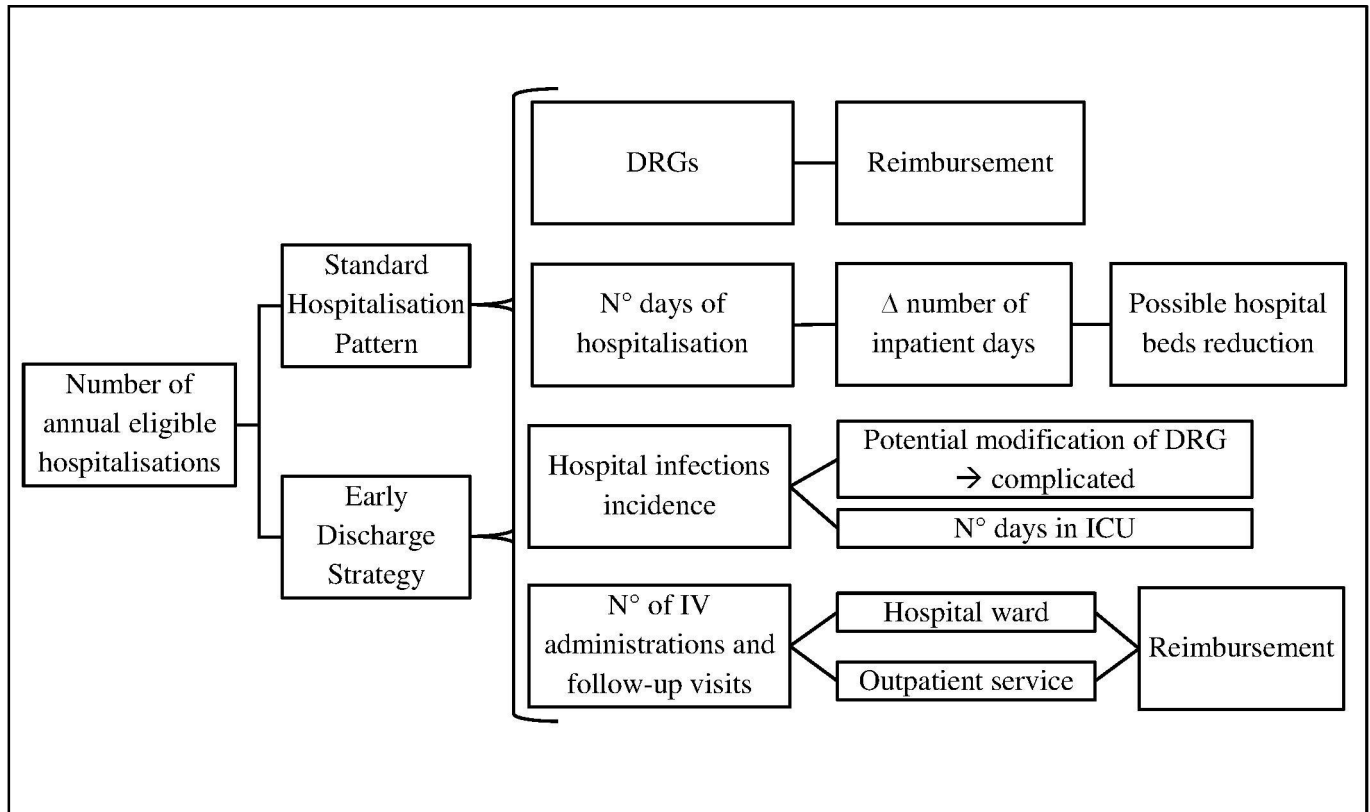 Number of
annual eligible
hospitalisations
Standard
Hospitalisation
Pattern
Early
Discharge
Strategy
DRGs
Reimbursement
N° days of
hospitalisation
Δ number of
inpatient days
Possible hospital
beds reduction
Hospital infections
incidence
Potential modification of DRG
→ complicated
N° days in ICU
N° of IV
administrations and
follow-up visits
Hospital ward
Outpatient service
Reimbursement